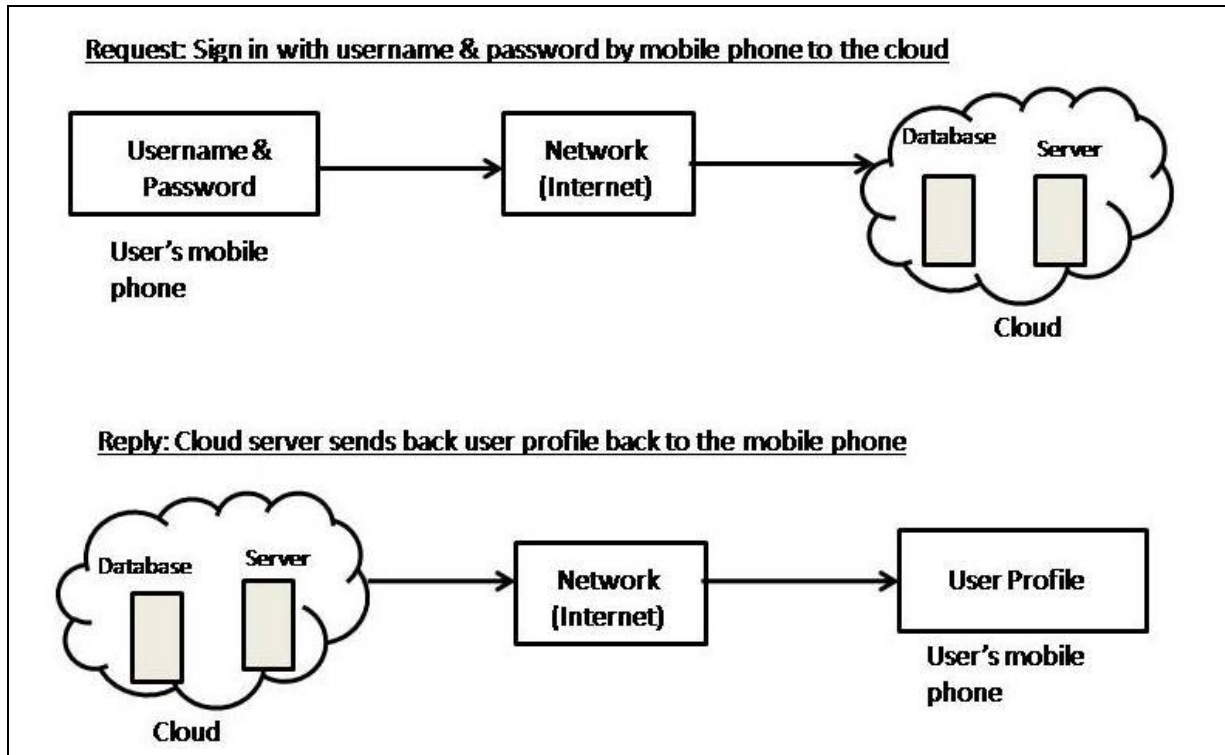 Request: Sign in with username & password by mobile phone to the cloud
Username &
Password
User's mobile
phone
Network
(Internet)
Database
Server
Cloud
Reply: Cloud server sends back user profile back to the mobile phone
Database
Server
Cloud
Network
(Internet)
User Profile
User's mobile
phone